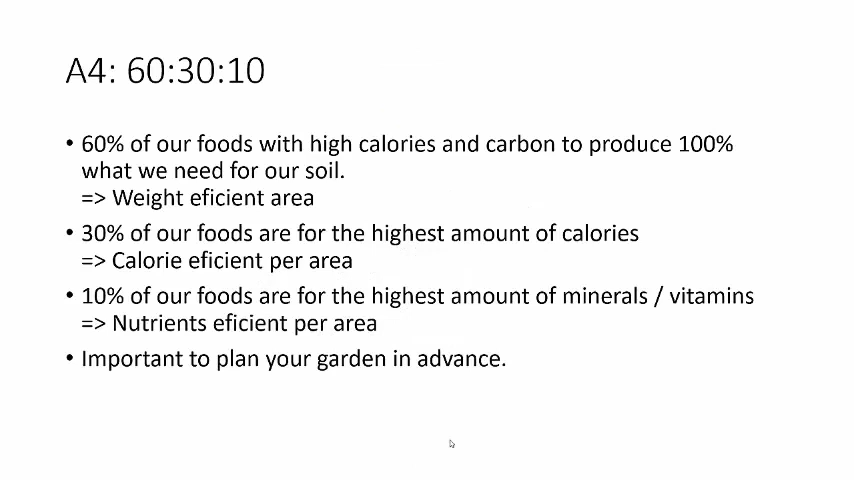 A4: 60:30:10
• 60% of our foods with high calories and carbon to produce 100%
what we need for our soil.
=> Weight eficient area
• 30% of our foods are for the highest amount of calories
=> Calorie eficient per area
• 10% of our foods are for the highest amount of minerals / vitamins
=> Nutrients eficient per area
• Important to plan your garden in advance.